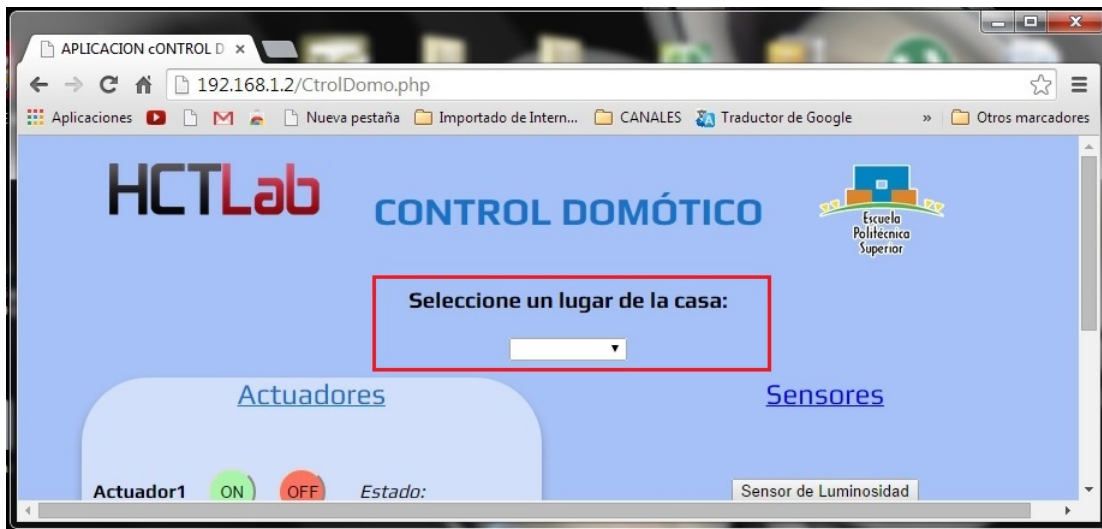 APLICACION cONTROL D
192.168.1.2/CtrolDomo.php
Aplicaciones Nueva pestaña Importado de Intern... CANALES Traductor de Google » Otros marcadores
HCTLab
CONTROL DOMÓTICO
Escuela
Politécnica
Superior
Seleccione un lugar de la casa:
Actuadores
Sensores
Actuador1 ON OFF Estado:
Sensor de Luminosidad